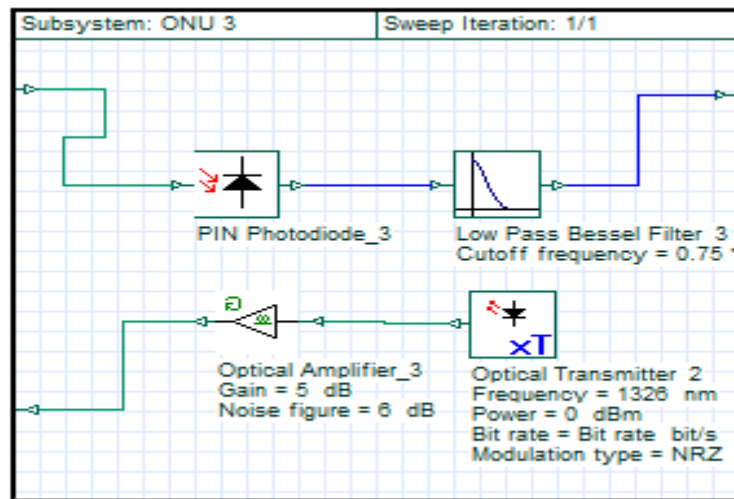 Subsystem: ONU 3
Sweep Iteration: 1/1
PIN Photodiode_3
Low Pass Bessel Filter_3
Cutoff frequency = 0.75 *
Optical Amplifier_3
Gain = 5 dB
Noise figure = 6 dB
Optical Transmitter_2
Frequency = 1326 nm
Power = 0 dBm
Bit rate = Bit rate bit/s
Modulation type = NRZ